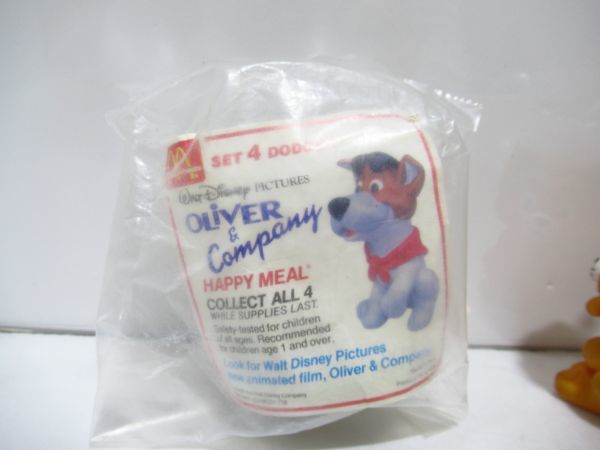 SET 4 DODG
Walt Disney PICTURES
OLIVER
&
Company
HAPPY MEAL®
COLLECT ALL 4
WHILE SUPPLIES LAST.
Safety-tested for children
of all ages. Recommended
for children age 1 and over.
Look for Walt Disney Pictures
new animated film, Oliver & Compa